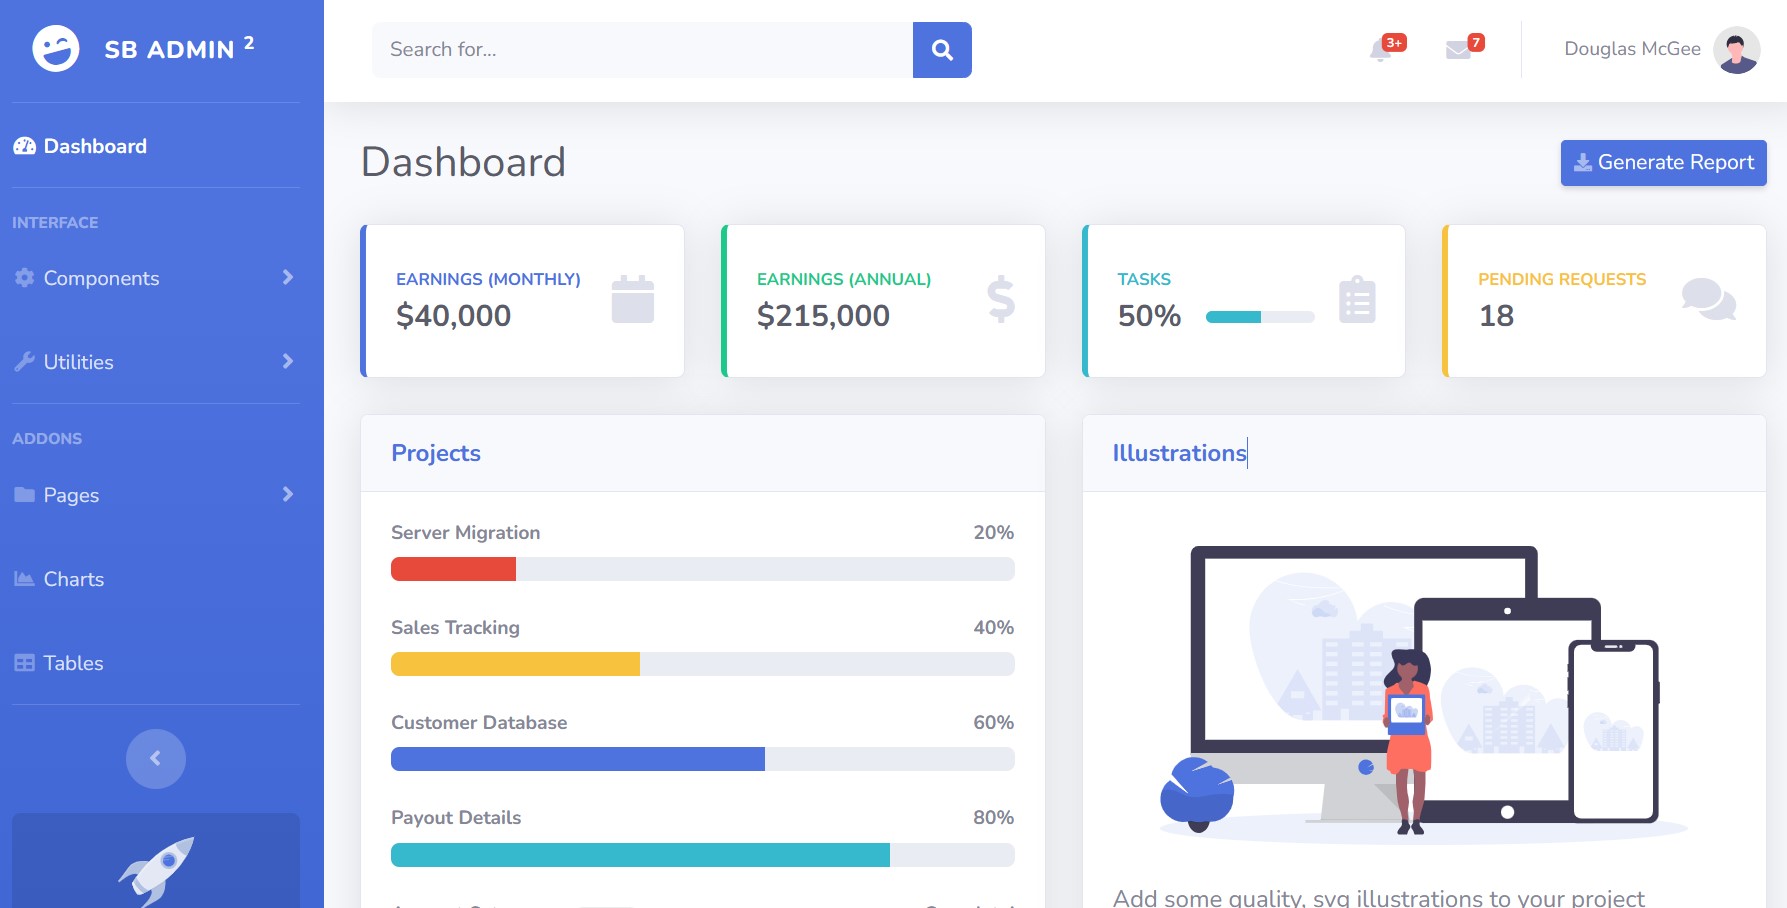 SB ADMIN 2
Search for...
3+
7
Douglas McGee
Dashboard
INTERFACE
Components
Utilities
ADDONS
Pages
Charts
Tables
Dashboard
Generate Report
EARNINGS (MONTHLY)
$40,000
EARNINGS (ANNUAL)
$215,000
TASKS
50%
PENDING REQUESTS
18
Projects
Server Migration 20%
Sales Tracking 40%
Customer Database 60%
Payout Details 80%
Illustrations
Add some quality, svg illustrations to your project